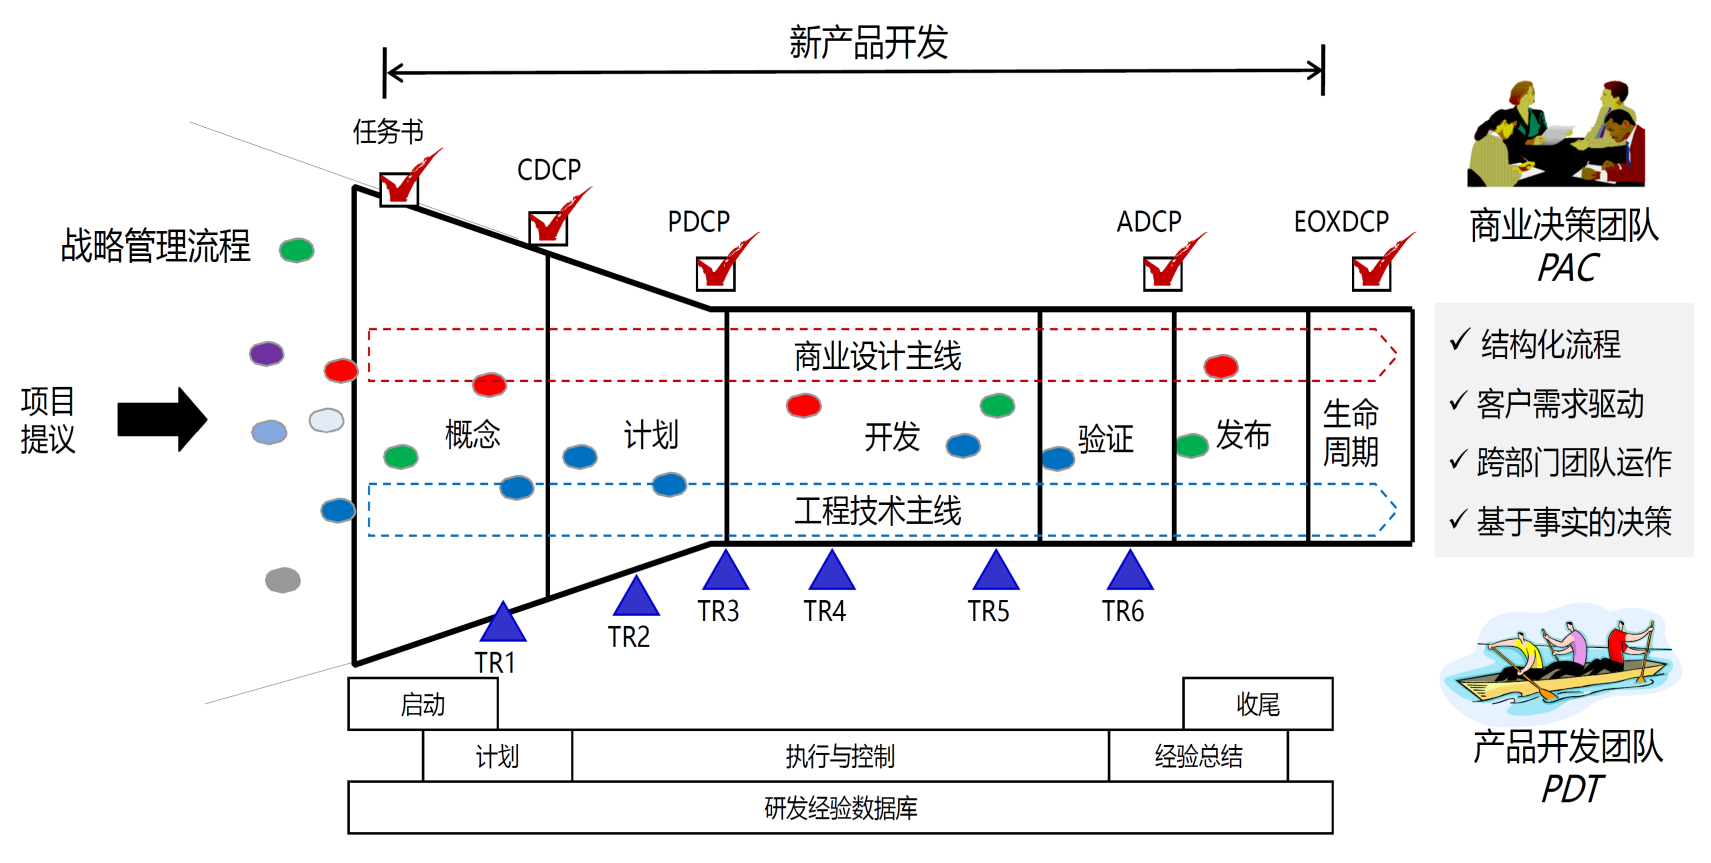 新产品开发
任务书
CDCP
PDCP
ADCP
EOXDCP
战略管理流程
项目
提议
商业设计主线
概念
计划
开发
验证
发布
生命
周期
工程技术主线
TR1
TR2
TR3
TR4
TR5
TR6
启动
收尾
计划
执行与控制
经验总结
研发经验数据库
商业决策团队
PAC
✓ 结构化流程
✓ 客户需求驱动
✓ 跨部门团队运作
✓ 基于事实的决策
产品开发团队
PDT